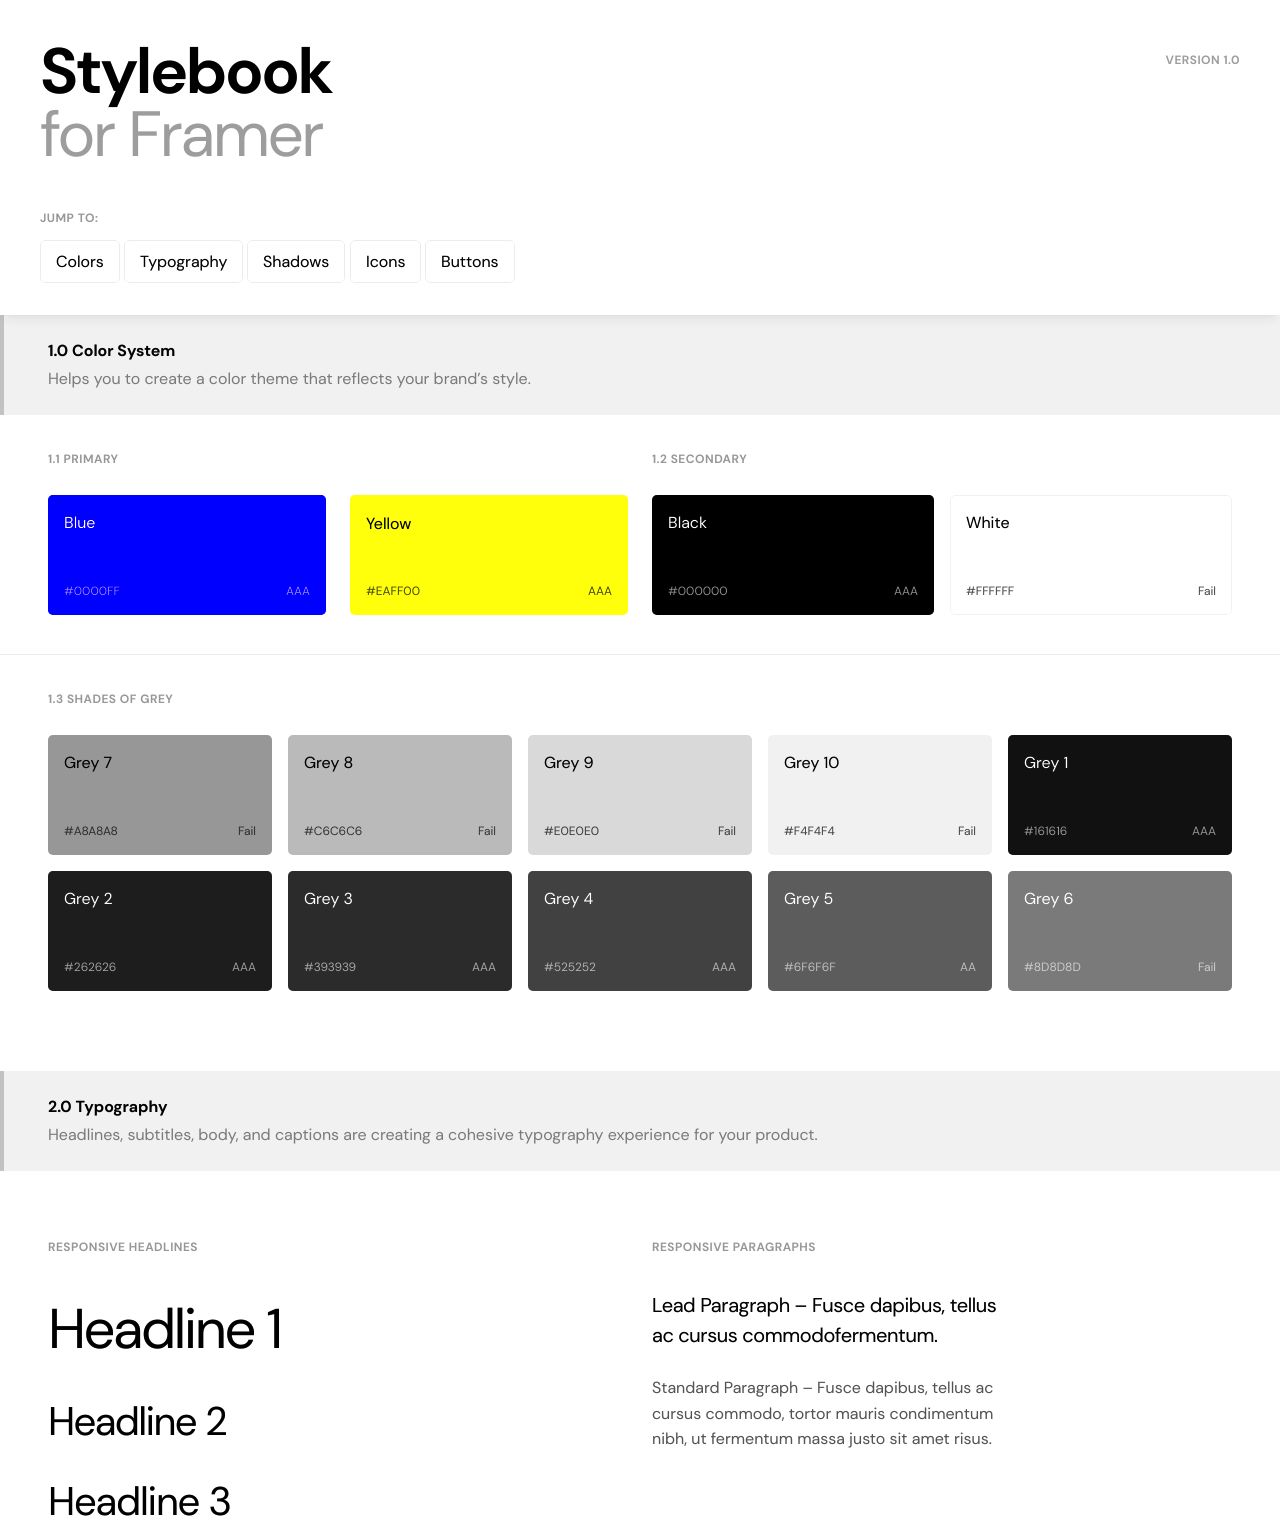 Stylebook
for Framer
VERSION 1.0
JUMP TO:
Colors
Typography
Shadows
Icons
Buttons
1.0 Color System
Helps you to create a color theme that reflects your brand’s style.
1.1 PRIMARY
1.2 SECONDARY
Blue
Yellow
Black
White
#0000FF
AAA
#EAFF00
AAA
#000000
AAA
#FFFFFF
Fail
1.3 SHADES OF GREY
Grey 7
Grey 8
Grey 9
Grey 10
Grey 1
#A8A8A8
Fail
#C6C6C6
Fail
#E0E0E0
Fail
#F4F4F4
Fail
#161616
AAA
Grey 2
Grey 3
Grey 4
Grey 5
Grey 6
#262626
AAA
#393939
AAA
#525252
AAA
#6F6F6F
AA
#8D8D8D
Fail
2.0 Typography
Headlines, subtitles, body, and captions are creating a cohesive typography experience for your product.
RESPONSIVE HEADLINES
Headline 1
Headline 2
Headline 3
RESPONSIVE PARAGRAPHS
Lead Paragraph – Fusce dapibus, tellus
ac cursus commodofermentum.
Standard Paragraph – Fusce dapibus, tellus ac
cursus commodo, tortor mauris condimentum
nibh, ut fermentum massa justo sit amet risus.